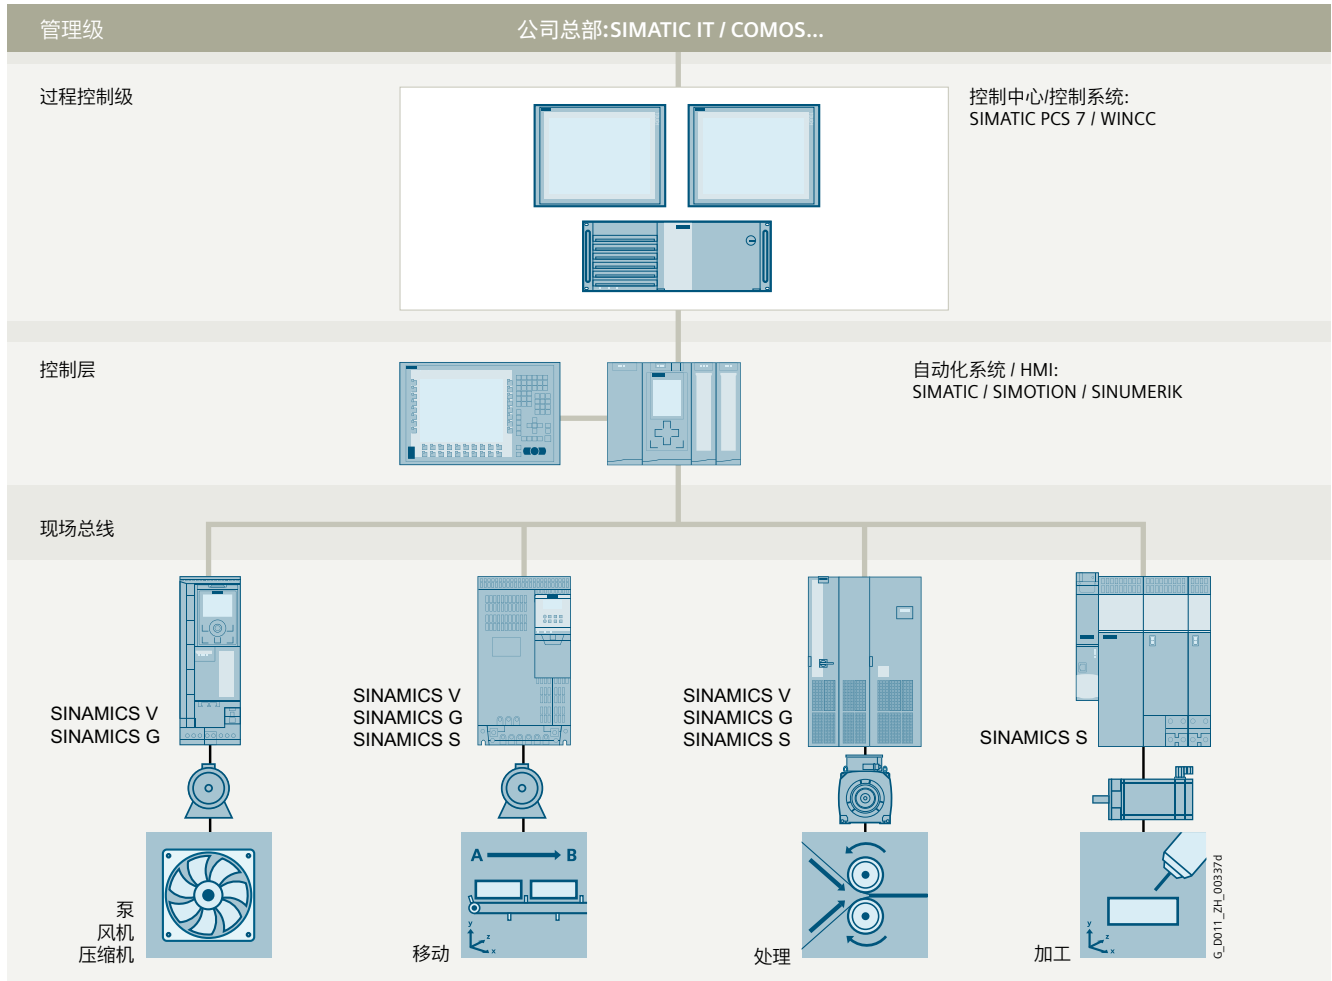 管理级
公司总部:SIMATIC IT / COMOS...
过程控制级
控制中心/控制系统:
SIMATIC PCS 7 / WINCC
控制层
自动化系统 / HMI:
SIMATIC / SIMOTION / SINUMERIK
现场总线
SINAMICS V
SINAMICS G
SINAMICS V
SINAMICS G
SINAMICS S
SINAMICS V
SINAMICS G
SINAMICS S
SINAMICS S
泵
风机
压缩机
A B
y
z
x
移动
处理
y
z
x
加工
G_D011_ZH_00337d